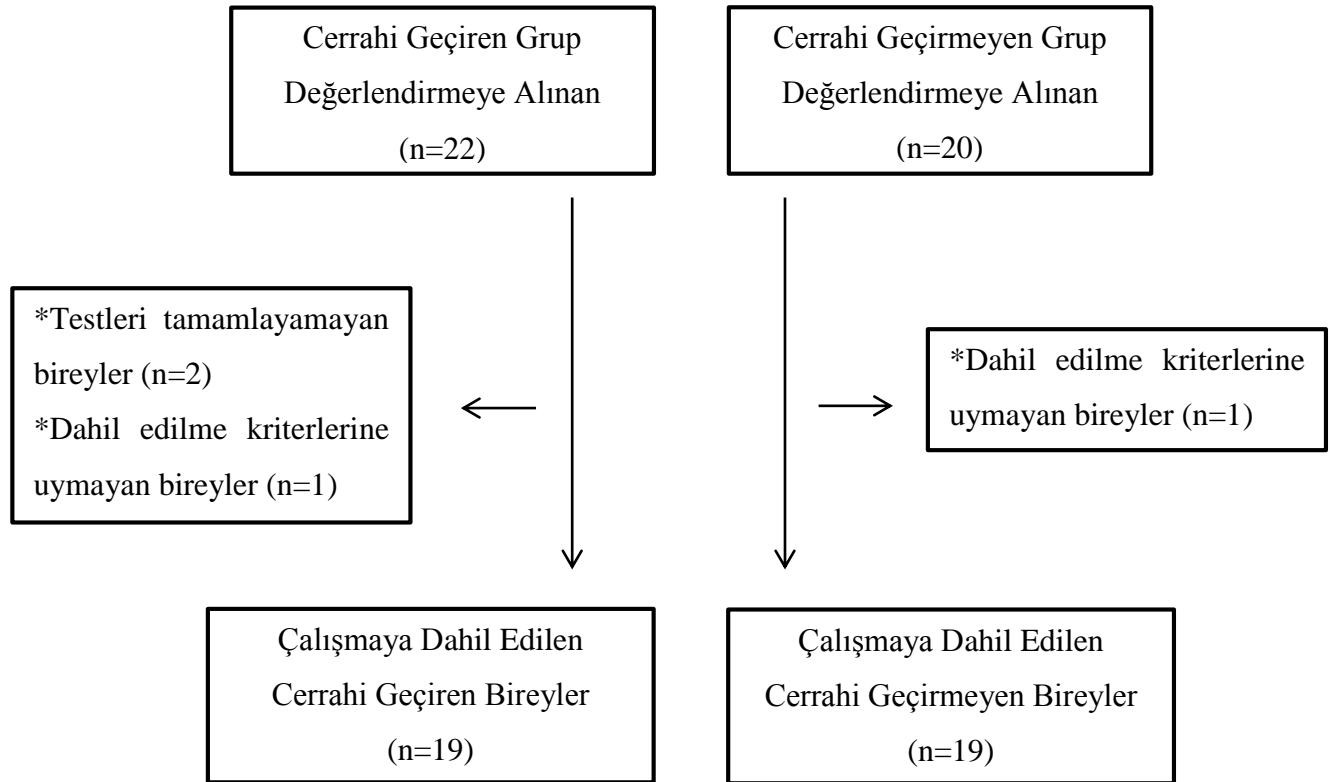 Cerrahi Geçiren Grup
Değerlendirmeye Alınan
(n=22)
Cerrahi Geçirmeyen Grup
Değerlendirmeye Alınan
(n=20)
*Testleri tamamlayamayan
bireyler (n=2)
*Dahil edilme kriterlerine
uymayan bireyler (n=1)
*Dahil edilme kriterlerine
uymayan bireyler (n=1)
Çalışmaya Dahil Edilen
Cerrahi Geçiren Bireyler
(n=19)
Çalışmaya Dahil Edilen
Cerrahi Geçirmeyen Bireyler
(n=19)